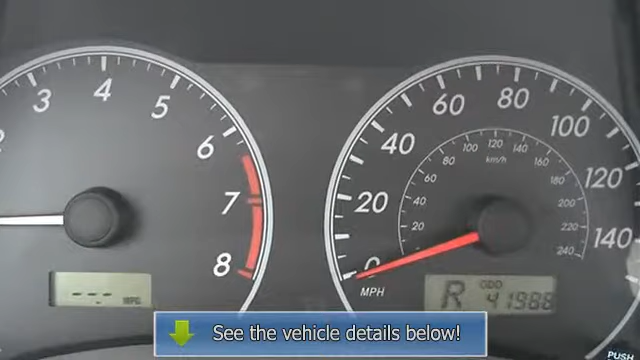 2 3 4 5 6 7 8
0 20 40 60 80 100 120 140
MPH
20 40 60 80 100 120 140 160 180 200 220 240
km/h
---.- MPG
R ODO 41988
PUSH
See the vehicle details below!